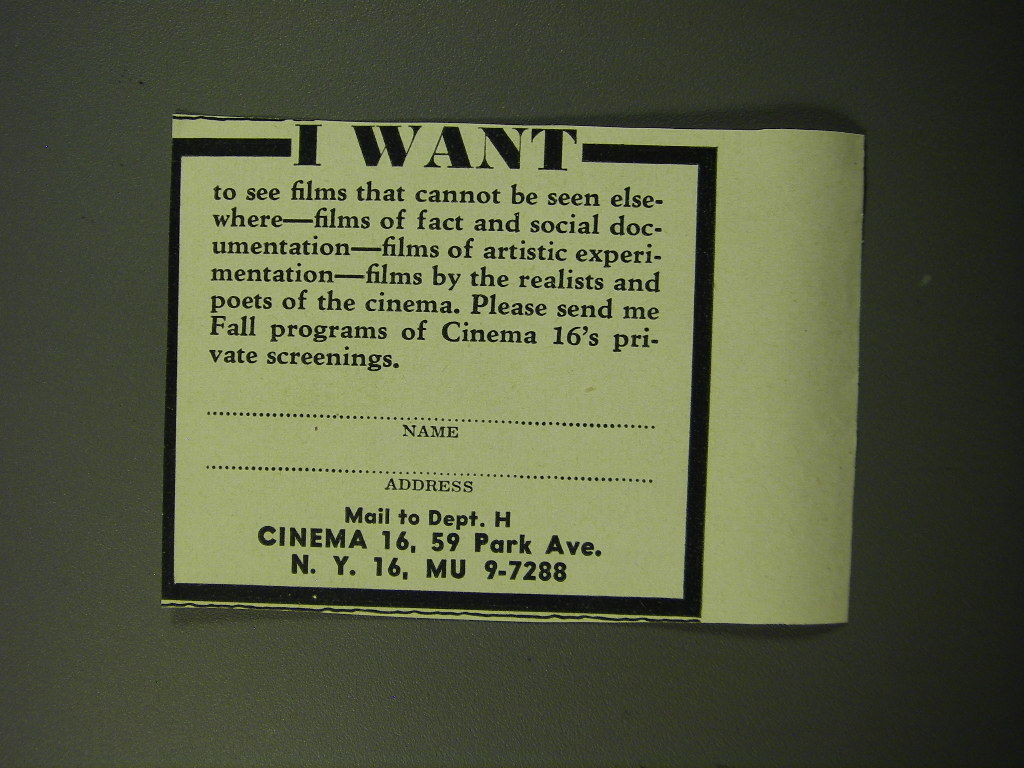 I WANT
to see films that cannot be seen else-
where—films of fact and social doc-
umentation—films of artistic experi-
mentation—films by the realists and
poets of the cinema. Please send me
Fall programs of Cinema 16's pri-
vate screenings.
NAME
ADDRESS
Mail to Dept. H
CINEMA 16, 59 Park Ave.
N. Y. 16, MU 9-7288